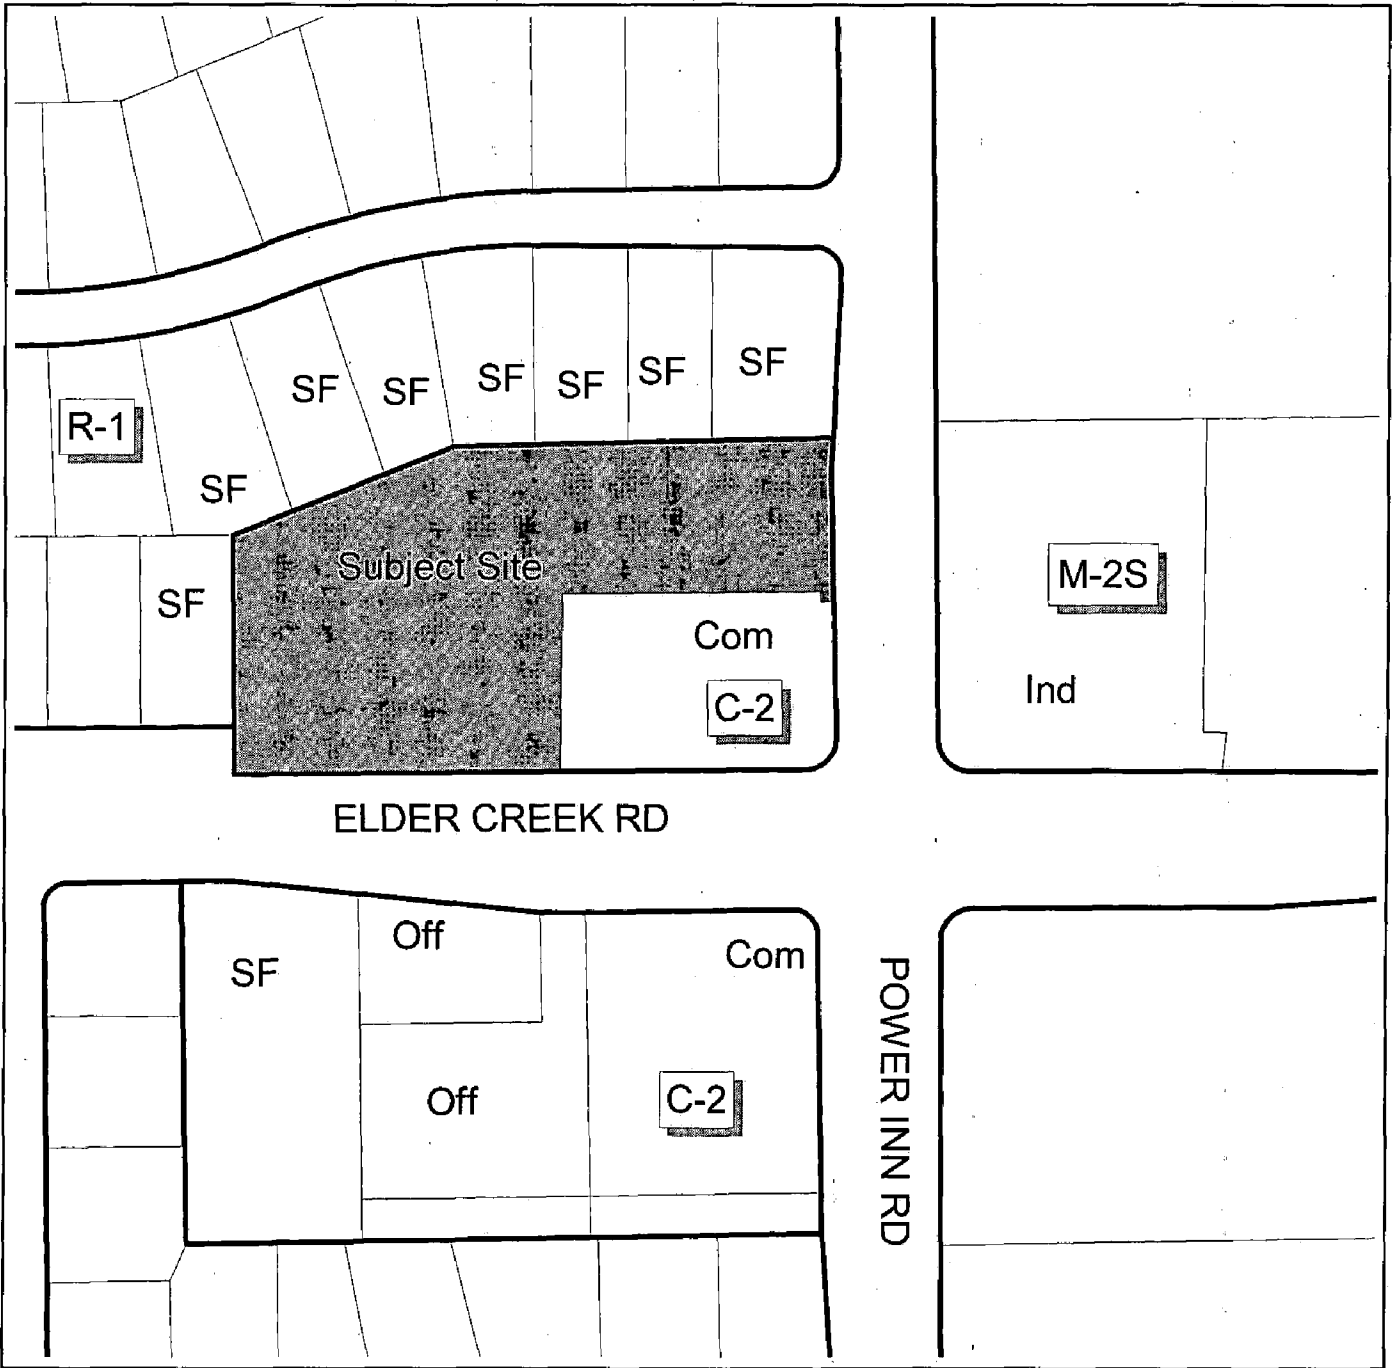 SF
SF
SF
SF
SF
SF
R-1
SF
Subject Site
SF
M-2S
Com
Ind
C-2
ELDER CREEK RD
Off
Com
SF
POWER INN RD
Off
C-2